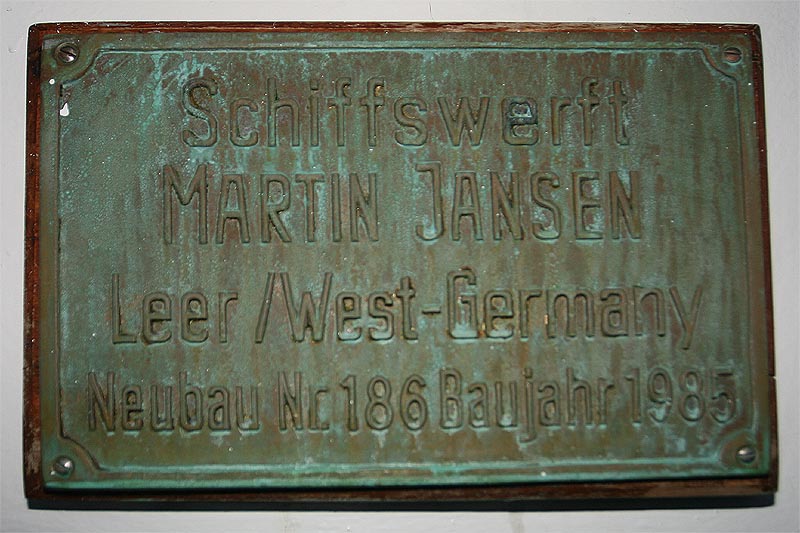 Schiffswerft
MARTIN JANSEN
Leer/West-Germany
Neubau Nr. 186 Baujahr 1985